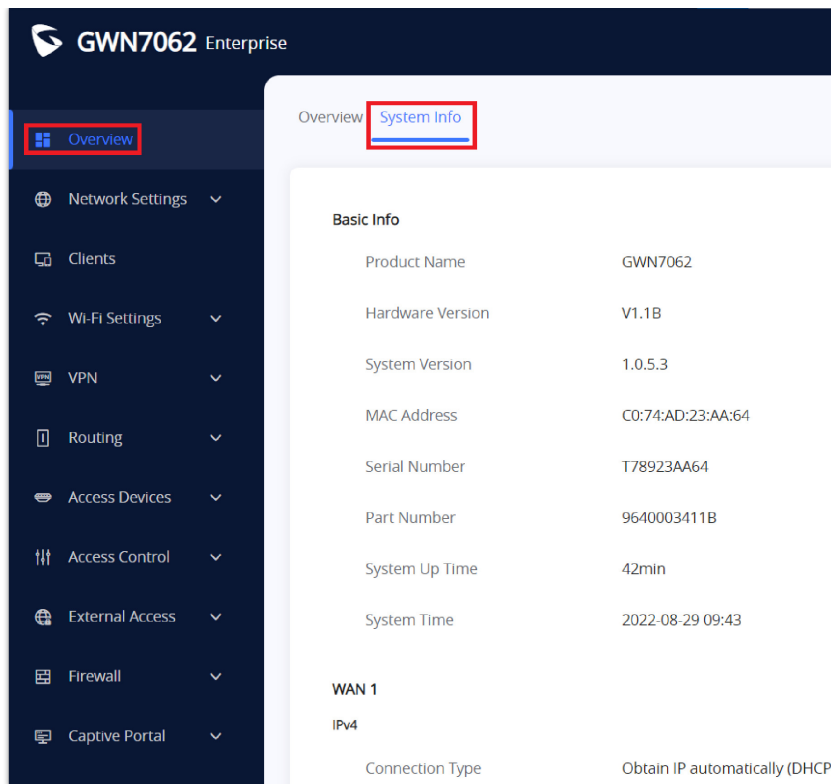 GWN7062 Enterprise
Overview System Info
Overview
Network Settings
Clients
Wi-Fi Settings
VPN
VPN
Routing
Access Devices
Access Control
External Access
Firewall
Captive Portal
Basic Info
Product Name GWN7062
Hardware Version V1.1B
System Version 1.0.5.3
MAC Address C0:74:AD:23:AA:64
Serial Number T78923AA64
Part Number 9640003411B
System Up Time 42min
System Time 2022-08-29 09:43
WAN 1
IPv4
Connection Type Obtain IP automatically (DHCP